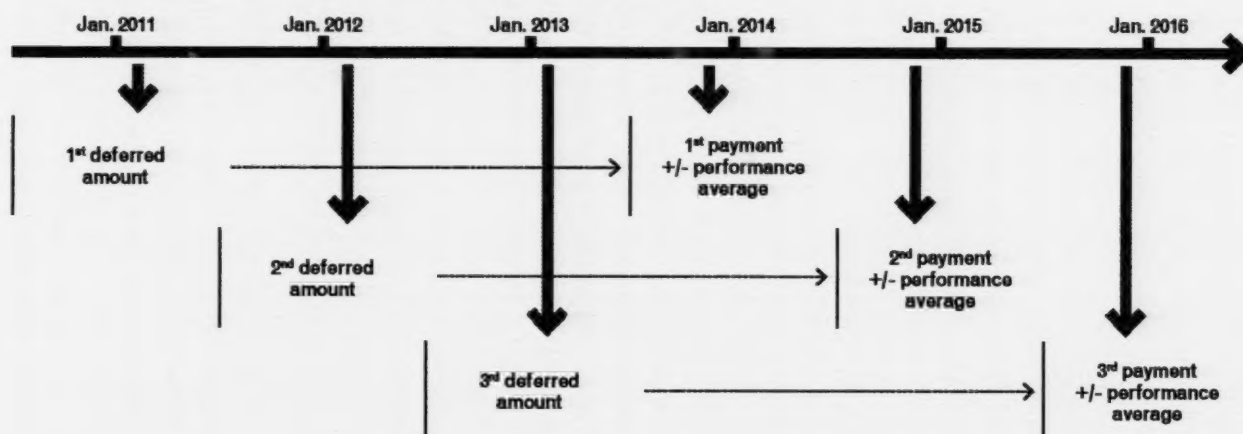 Jan. 2011 Jan. 2012 Jan. 2013 Jan. 2014 Jan. 2015 Jan. 2016
1st deferred
amount
1st payment
+/- performance
average
2nd deferred
amount
2nd payment
+/- performance
average
3rd deferred
amount
3rd payment
+/- performance
average